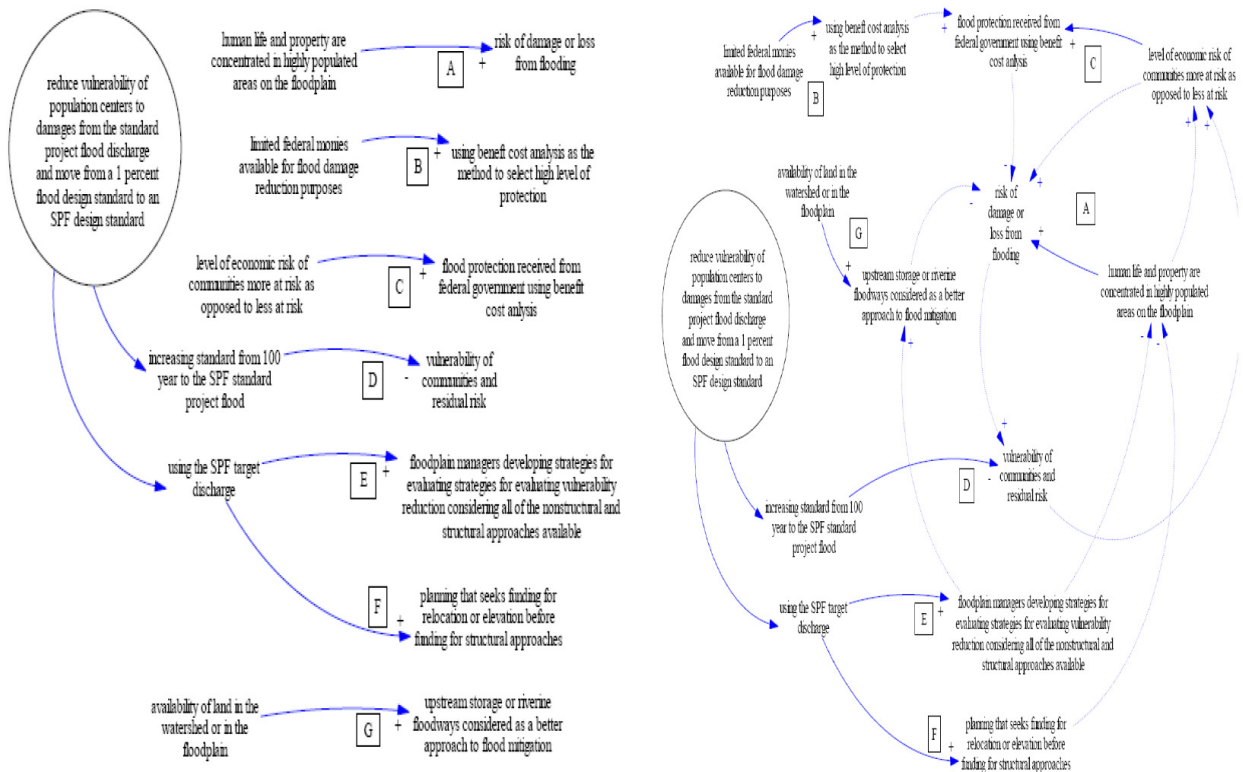 reduce vulnerability of
population centers to
damages from the standard
project flood discharge
and move from a 1 percent
flood design standard to an
SPF design standard
human life and property are
concentrated in highly populated
areas on the floodplain
A
+
risk of damage or loss
from flooding
limited federal monies
available for flood damage
reduction purposes
B
+
using beneft cost analysis as the
method to select high level of
protection
level of economic risk of
communities more at risk as
opposed to less at risk
C
+
flood protection received from
federal government using benefit
cost anlysis
increasing standard from 100
year to the SPF standard
project flood
D
-
vulnerability of
communities and
residual risk
using the SPF target
discharge
E
+
floodplain managers developing strategies for
evaluating strategies for evaluating vulnerability
reduction considering all of the nonstructural and
structural approaches available
F
+
planning that seeks funding for
relocation or elevation before
funding for structural approaches
availability of land in the
watershed or in the
floodplain
G
+
upstream storage or riverine
floodways considered as a better
approach to flood mitigation
limited federal monies
available for flood damage
reduction purposes
B
+
using beneft cost analysis
as the method to select
high level of protection
+
flood protection received from
federal government using benefit
cost anlysis
+
C
level of economic risk of
communities more at risk as
opposed to less at risk
+
+
availability of land in the
watershed or in the
floodplain
G
+
-
-
+
+
risk of
damage or
loss from
flooding
A
reduce vulnerability of
population centers to
damages from the standard
project flood discharge
and move from a 1 percent
flood design standard to an
SPF design standard
upstream storage or riverine
floodways considered as a better
approach to flood mitigation
+
human life and property are
concentrated in highly populated
areas on the floodplain
-
-
increasing standard from 100
year to the SPF standard
project flood
D
+
-
vulnerability of
communities and
residual risk
using the SPF target
discharge
E
+
floodplain managers developing strategies for
evaluating strategies for evaluating vulnerability
reduction considering all of the nonstructural and
structural approaches available
F
+
planning that seeks funding for
relocation or elevation before
funding for structural approaches